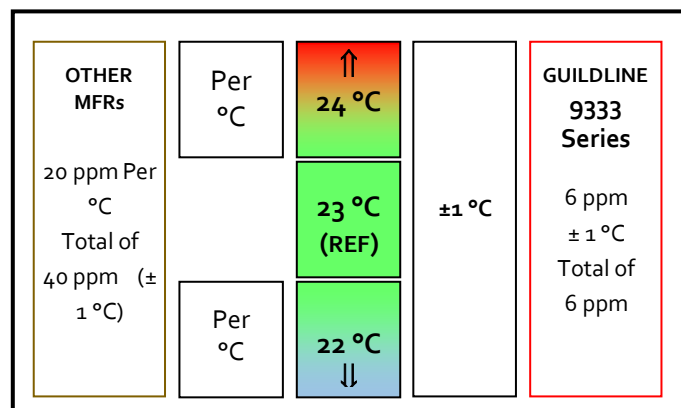 OTHER
MFRs
20 ppm Per
°C
Total of
40 ppm (±
1 °C)
Per
°C
Per
°C
⇑
24 °C
23 °C
(REF)
22 °C
⇓
±1 °C
GUILDLINE
9333
Series
6 ppm
± 1 °C
Total of
6 ppm